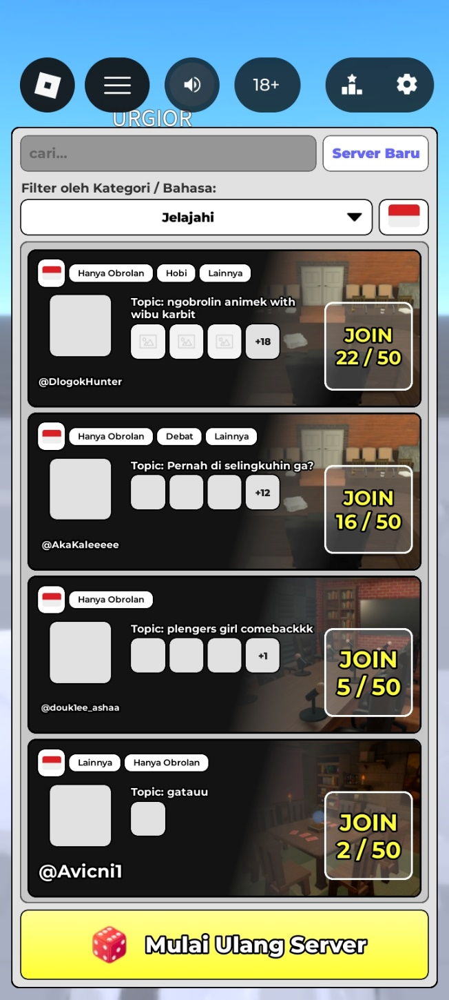 18+
URGIOR
cari...
Server Baru
Filter oleh Kategori / Bahasa:
Jelajahi
Hanya Obrolan
Hobi
Lainnya
Topic: ngobrolin animek with
wibu karbit
+18
JOIN
22 / 50
@DlogokHunter
Hanya Obrolan
Debat
Lainnya
Topic: Pernah di selingkuhin ga?
+12
JOIN
16 / 50
@AkaKaleeeee
Hanya Obrolan
Topic: plengers girl comebackkk
+1
JOIN
5 / 50
@douk1ee_ashaa
Lainnya
Hanya Obrolan
Topic: gatauu
JOIN
2 / 50
@Avicni1
Mulai Ulang Server